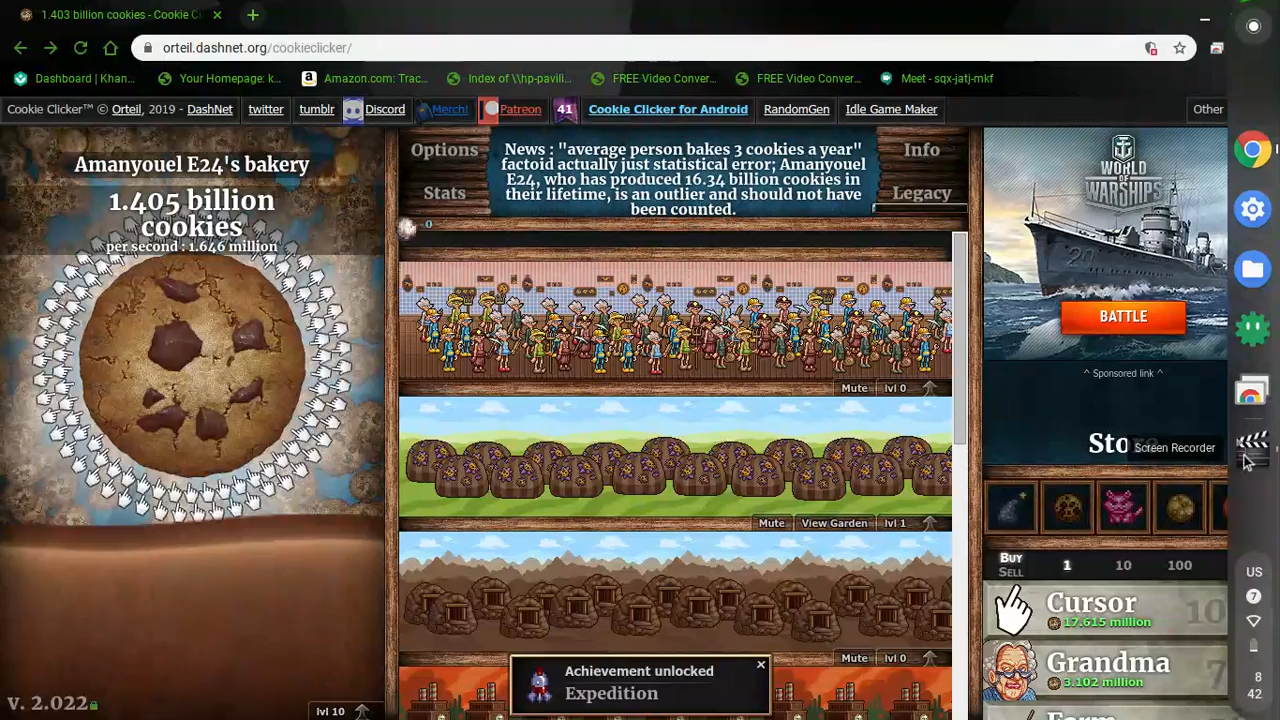 1.403 billion cookies - Cookie C
orteil.dashnet.org/cookieclicker/
Dashboard | Khan...
Your Homepage: k...
Amazon.com: Trac...
Index of \\hp-pavili...
FREE Video Conver...
FREE Video Conver...
Meet - sqx-jatj-mkf
Cookie Clicker™ © Orteil, 2019 - DashNet
twitter
tumblr
Discord
Merch!
Patreon
41
Cookie Clicker for Android
RandomGen
Idle Game Maker
Other
Amanyouel E24's bakery
1.405 billion
cookies
per second : 1.646 million
v. 2.022
lvl 10
Options
Stats
News : "average person bakes 3 cookies a year"
factoid actually just statistical error; Amanyouel
E24, who has produced 16.34 billion cookies in
their lifetime, is an outlier and should not have
been counted.
Info
Legacy
0
Mute
lvl 0
Mute
View Garden
lvl 1
Mute
lvl 0
Achievement unlocked
Expedition
WORLD
OF
WARSHIPS
BATTLE
^ Sponsored link ^
Screen Recorder
BUY
SELL
1
10
100
Cursor
17.615 million
10
Grandma
3.102 million
7
US
7
8
42